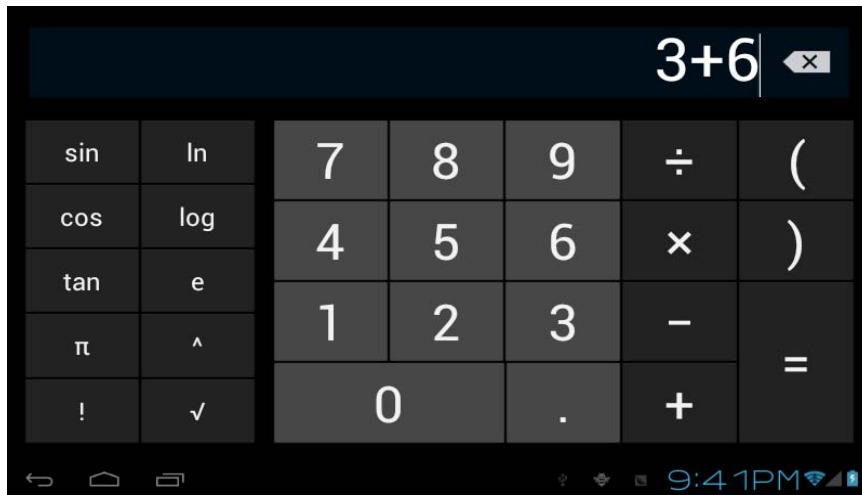 3+6
sin ln 7 8 9 ÷ (
cos log 4 5 6 × )
tan e 1 2 3 −
π ^ =
! √ 0 . +
9:41PM